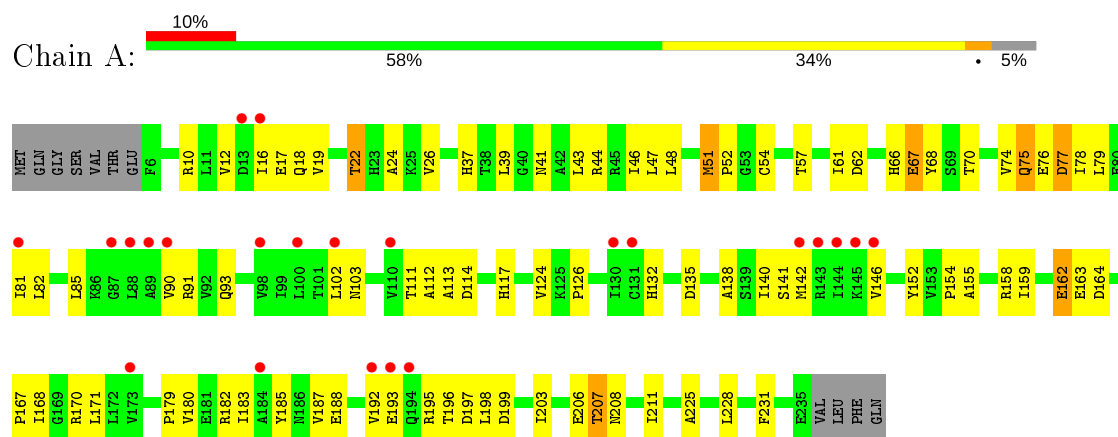 10%
Chain A:
58% 34% • 5%
MET GLN GLY SER VAL THR GLU F6 R10 L11 V12 D13 I16 E17 Q18 V19 T22 H23 A24 K25 V26 H37 T38 L39 G40 N41 A42 L43 R44 R45 I46 L47 L48 M51 P52 G53 C54 T57 I61 D62 H66 E67 Y68 S69 T70 V74 Q75 E76 D77 I78 L79 E80
I81 L82 L85 K86 G87 L88 A89 V90 R91 V92 Q93 V98 I99 L100 T101 L102 N103 V110 T111 A112 A113 D114 H117 V124 K125 P126 I130 C131 H132 D135 A138 S139 I140 S141 M142 R143 I144 K145 V146 Y152 V153 P154 A155 R158 I159 E162 E163 D164
P167 I168 G169 R170 L171 L172 V173 P179 V180 E181 R182 I183 A184 Y185 N186 V187 E188 V192 E193 Q194 R195 T196 D197 L198 D199 I203 E206 T207 N208 I211 A225 L228 F231 E235 VAL LEU PHE GLN